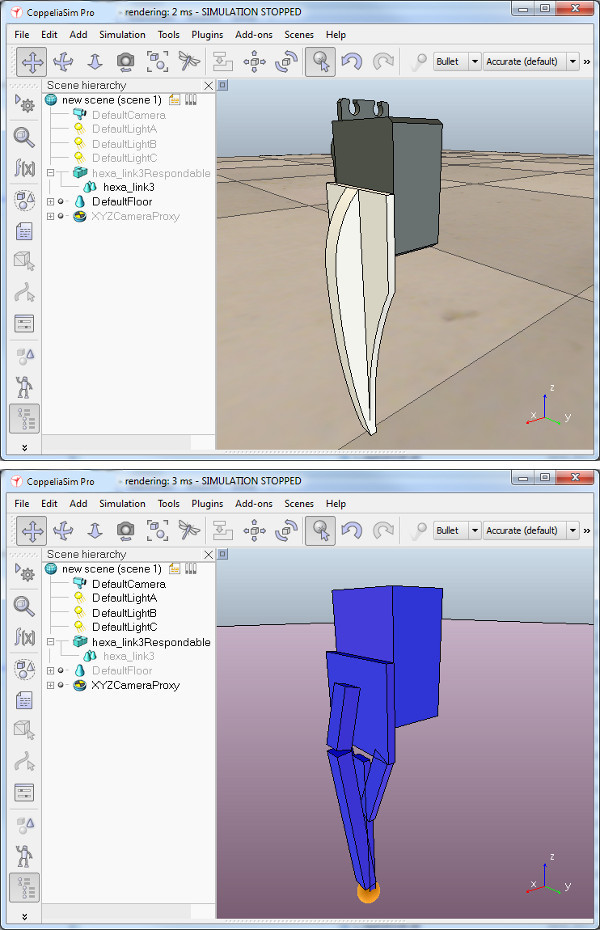 CoppeliaSim Pro - rendering: 2 ms - SIMULATION STOPPED
File Edit Add Simulation Tools Plugins Add-ons Scenes Help
Bullet Accurate (default) »
Scene hierarchy
new scene (scene 1)
DefaultCamera
DefaultLightA
DefaultLightB
DefaultLightC
hexa_link3Respondable
hexa_link3
DefaultFloor
XYZCameraProxy
f(x)
z
x
y
CoppeliaSim Pro - rendering: 3 ms - SIMULATION STOPPED
File Edit Add Simulation Tools Plugins Add-ons Scenes Help
Bullet Accurate (default) »
Scene hierarchy
new scene (scene 1)
DefaultCamera
DefaultLightA
DefaultLightB
DefaultLightC
hexa_link3Respondable
hexa_link3
DefaultFloor
XYZCameraProxy
f(x)
z
x
y